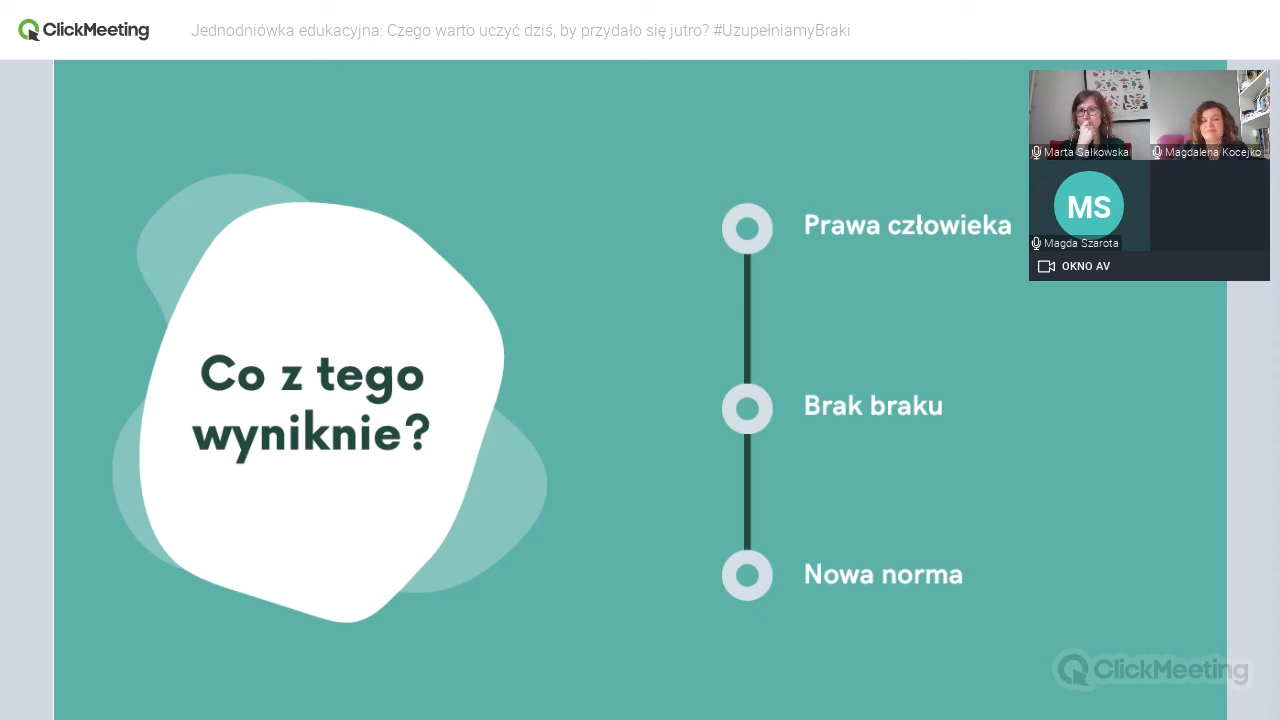 ClickMeeting
Jednodniówka edukacyjna: Czego warto uczyć dziś, by przydało się jutro? #UzupełniamyBraki
Marta Sałkowska
Magdalena Kocejko
MS
Magda Szarota
OKNO AV
Co z tego
wyniknie?
Prawa człowieka
Brak braku
Nowa norma
ClickMeeting